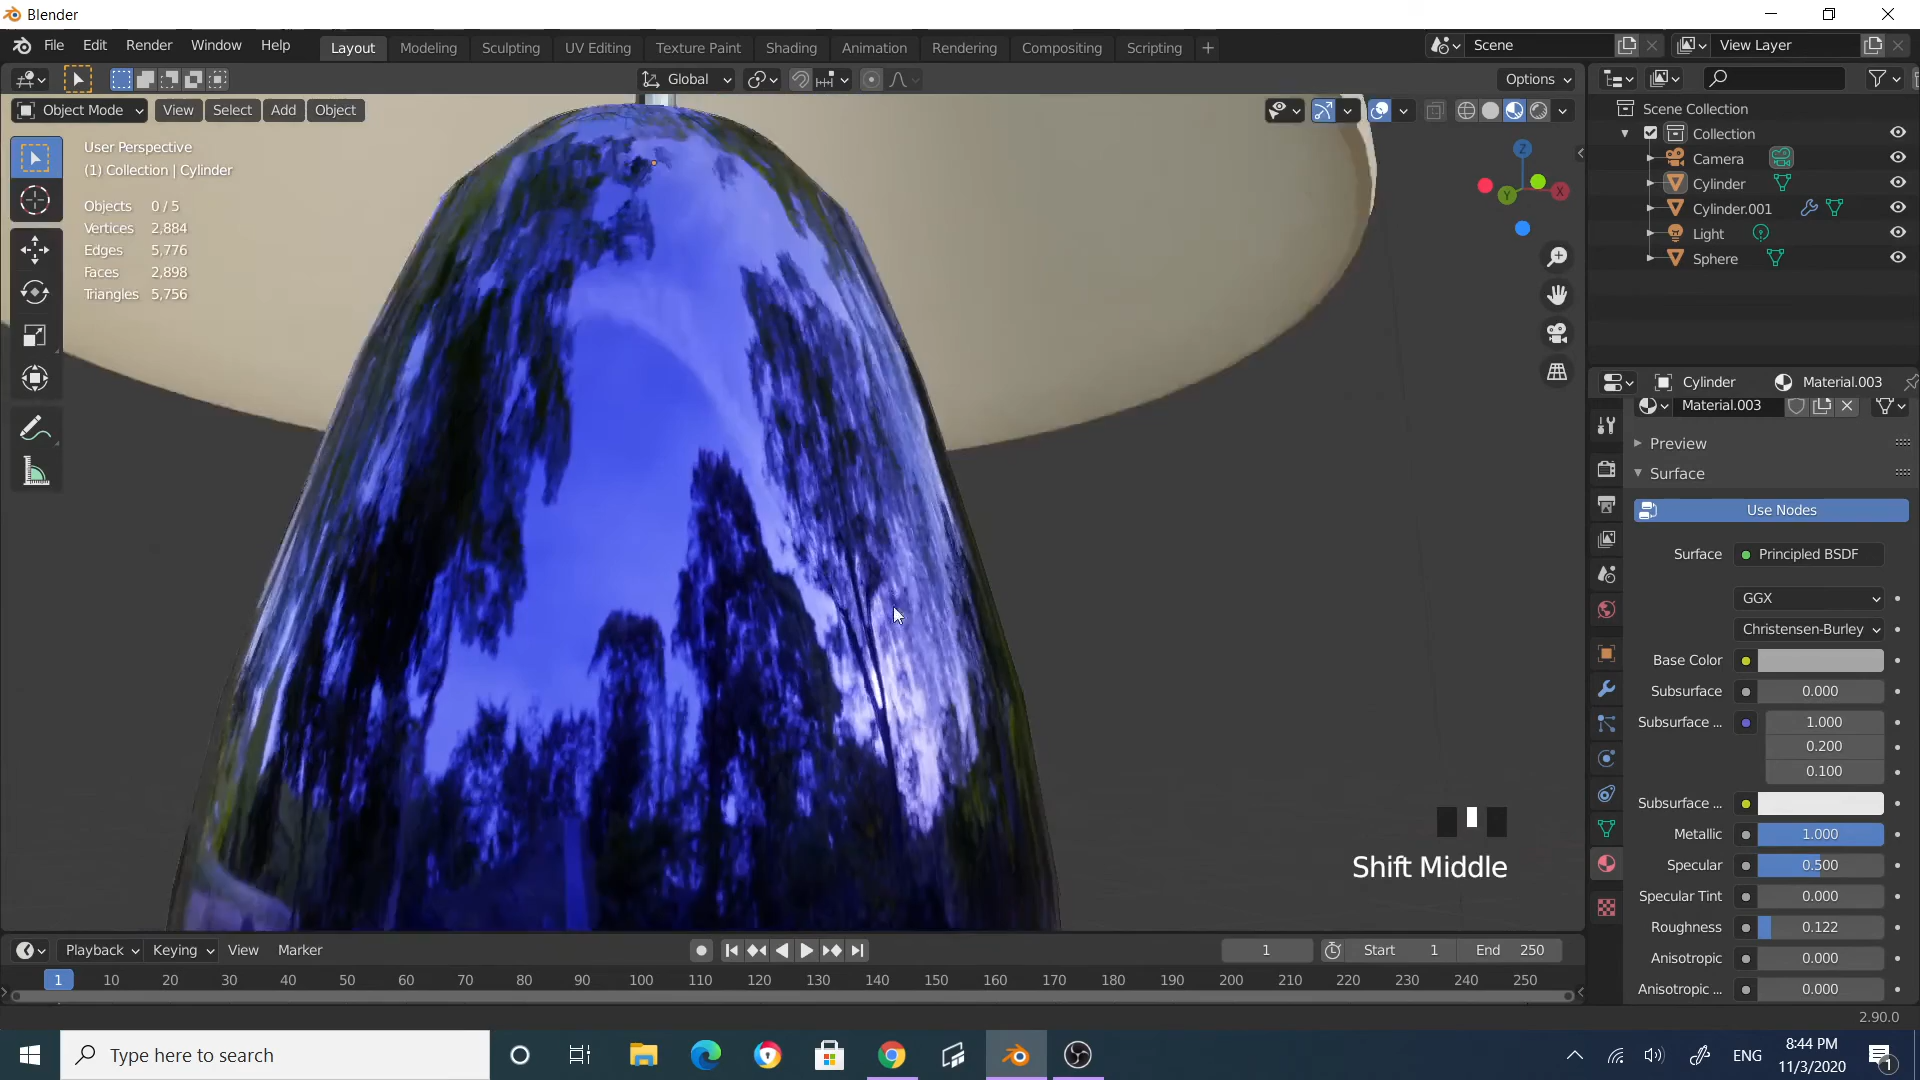 Blender
File Edit Render Window Help
Layout Modeling Sculpting UV Editing Texture Paint Shading Animation Rendering Compositing Scripting +
Scene
View Layer
Global
Options
Object Mode View Select Add Object
User Perspective
(1) Collection | Cylinder
Objects 0 / 5
Vertices 2,884
Edges 5,776
Faces 2,898
Triangles 5,756
Z
X
Y
Scene Collection
Collection
Camera
Cylinder
Cylinder.001
Light
Sphere
Cylinder Material.003
Material.003
Preview
Surface
Use Nodes
Surface Principled BSDF
GGX
Christensen-Burley
Base Color
Subsurface 0.000
Subsurface ... 1.000
0.200
0.100
Subsurface ...
Metallic 1.000
Specular 0.500
Specular Tint 0.000
Roughness 0.122
Anisotropic 0.000
Anisotropic ... 0.000
Shift Middle
Playback Keying View Marker
1
Start 1 End 250
1 10 20 30 40 50 60 70 80 90 100 110 120 130 140 150 160 170 180 190 200 210 220 230 240 250
2.90.0
Type here to search
ENG
8:44 PM
11/3/2020
1